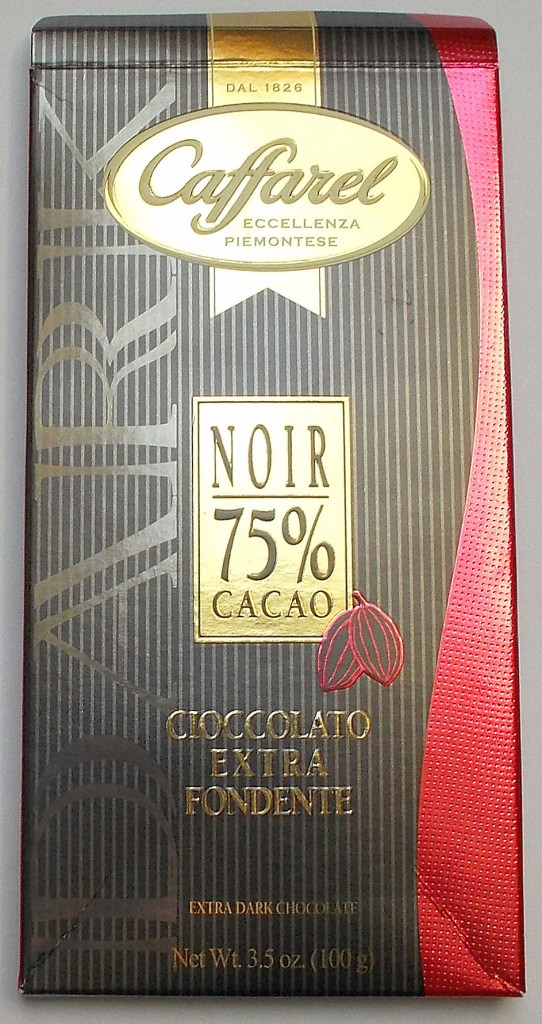 DAL 1826
Caffarel
ECCELLENZA
PIEMONTESE
DARK
NOIR
75%
CACAO
CIOCCOLATO
EXTRA
FONDENTE
EXTRA DARK CHOCOLATE
Net Wt. 3.5 oz. (100 g)